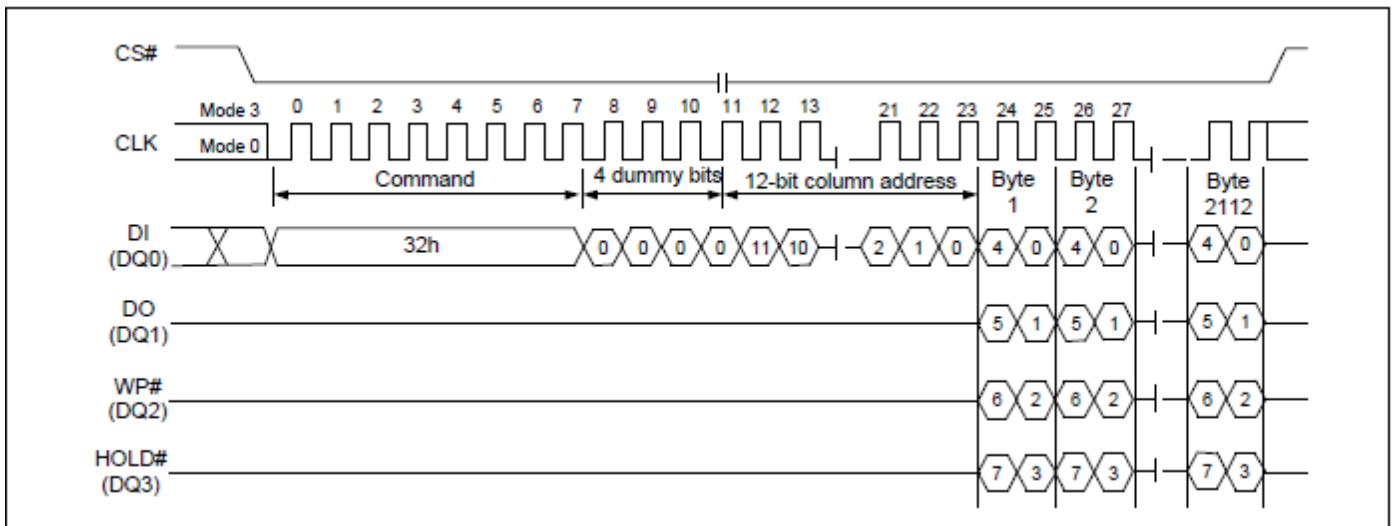 CS#
Mode 3 0 1 2 3 4 5 6 7 8 9 10 11 12 13 21 22 23 24 25 26 27
CLK
Mode 0
Command 4 dummy bits 12-bit column address Byte 1 Byte 2 Byte 2112
DI (DQ0) 32h 0 0 0 0 11 10 2 1 0 4 0 4 0 4 0
DO (DQ1) 5 1 5 1 5 1
WP# (DQ2) 6 2 6 2 6 2
HOLD# (DQ3) 7 3 7 3 7 3